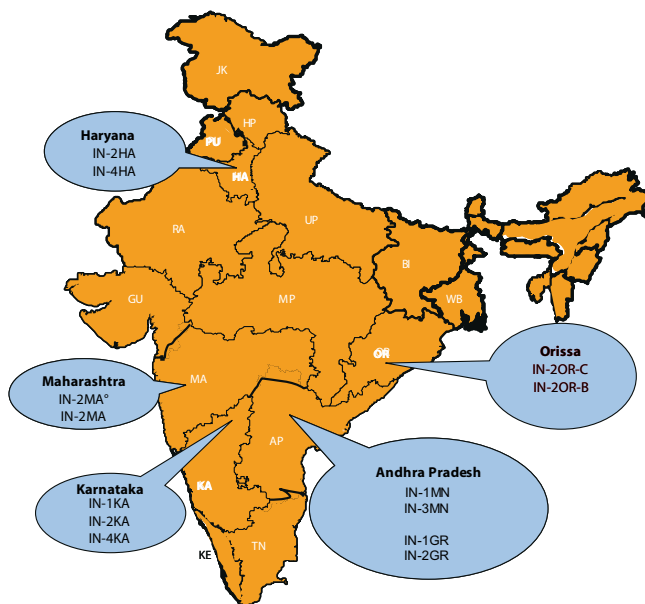 JK
HP
PU
Haryana
IN-2HA
IN-4HA
HA
RA
UP
BI
GU
MP
WB
OR
Orissa
IN-2OR-C
IN-2OR-B
MA
Maharashtra
IN-2MA°
IN-2MA
AP
Andhra Pradesh
IN-1MN
IN-3MN
IN-1GR
IN-2GR
KA
Karnataka
IN-1KA
IN-2KA
IN-4KA
KE
TN